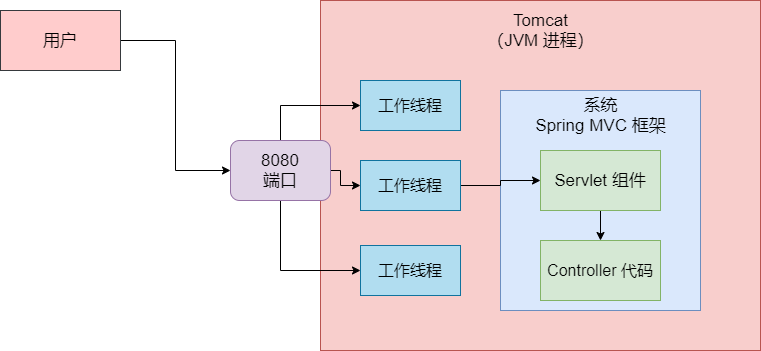 用户
Tomcat
（JVM 进程）
工作线程
系统
Spring MVC 框架
8080
端口
工作线程
Servlet 组件
工作线程
Controller 代码